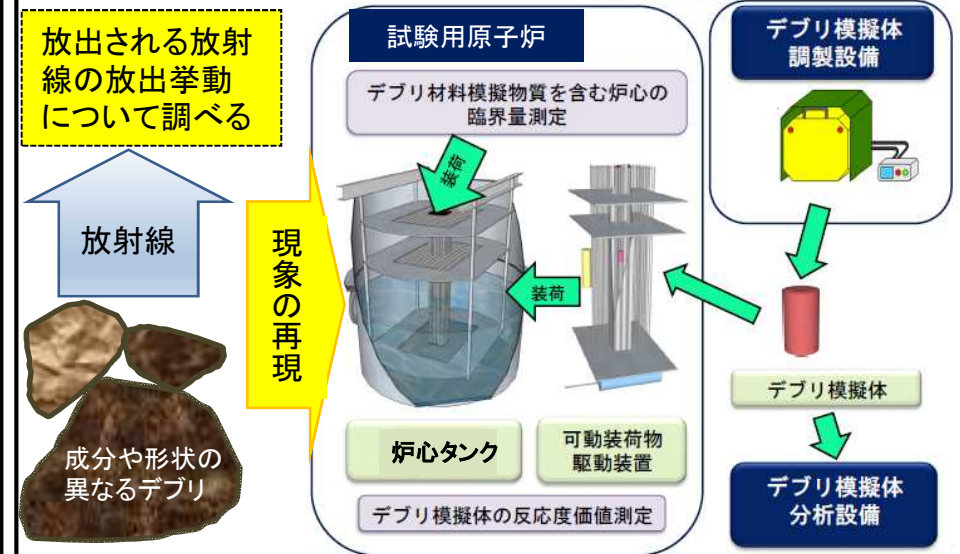 放出される放射
線の放出挙動
について調べる
放射線
成分や形状の
異なるデブリ
現象の再現
試験用原子炉
デブリ材料模擬物質を含む炉心の
臨界量測定
装荷
装荷
炉心タンク
可動装荷物
駆動装置
デブリ模擬体の反応度価値測定
デブリ模擬体
調製設備
デブリ模擬体
デブリ模擬体
分析設備